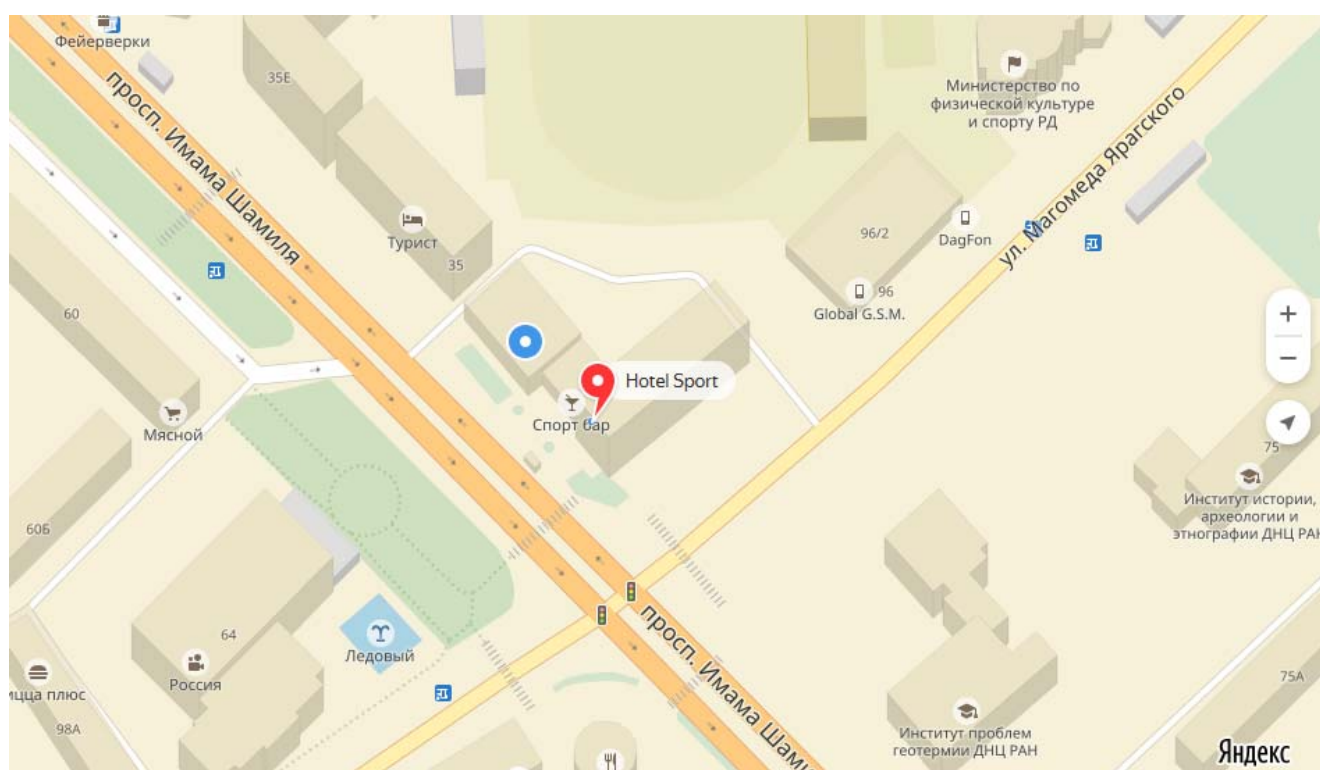 Фейерверки
35Е
просп. Имама Шамиля
Министерство по
физической культуре
и спорту РД
ул. Магомеда Ярагского
Турист
35
96/2
DagFon
96
Global G.S.M.
60
Hotel Sport
Спорт бар
Мясной
+
−
75
Институт истории,
археологии и
этнографии ДНЦ РАН
60Б
64
Ледовый
Россия
ицца плюс
98А
просп. Имама Шами
75А
Институт проблем
геотермии ДНЦ РАН
Яндекс